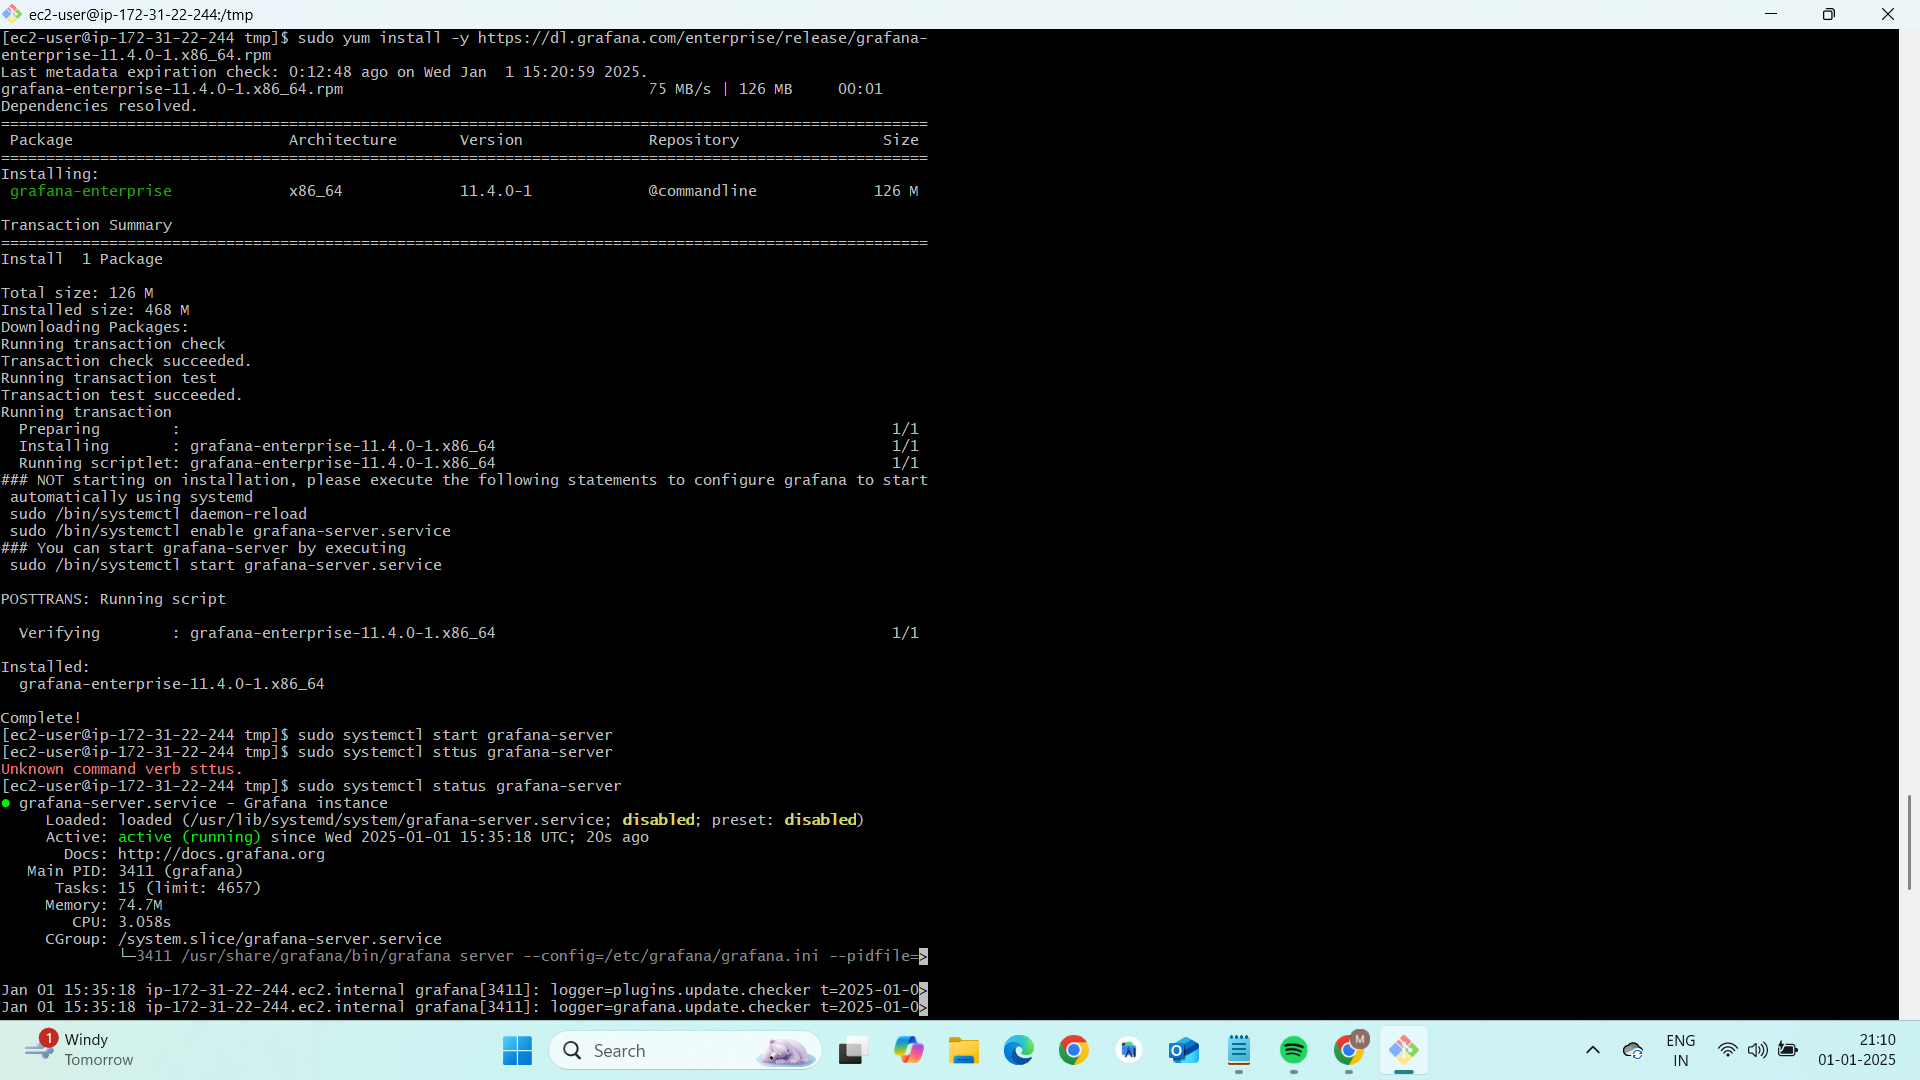 ec2-user@ip-172-31-22-244:/tmp
[ec2-user@ip-172-31-22-244 tmp]$ sudo yum install -y https://dl.grafana.com/enterprise/release/grafana-
enterprise-11.4.0-1.x86_64.rpm
Last metadata expiration check: 0:12:48 ago on Wed Jan  1 15:20:59 2025.
grafana-enterprise-11.4.0-1.x86_64.rpm                                  75 MB/s | 126 MB     00:01
Dependencies resolved.
=======================================================================================================
 Package                        Architecture       Version              Repository                Size
=======================================================================================================
Installing:
 grafana-enterprise             x86_64             11.4.0-1             @commandline             126 M

Transaction Summary
=======================================================================================================
Install  1 Package

Total size: 126 M
Installed size: 468 M
Downloading Packages:
Running transaction check
Transaction check succeeded.
Running transaction test
Transaction test succeeded.
Running transaction
  Preparing        :                                                                               1/1
  Installing       : grafana-enterprise-11.4.0-1.x86_64                                            1/1
  Running scriptlet: grafana-enterprise-11.4.0-1.x86_64                                            1/1
### NOT starting on installation, please execute the following statements to configure grafana to start
 automatically using systemd
 sudo /bin/systemctl daemon-reload
 sudo /bin/systemctl enable grafana-server.service
### You can start grafana-server by executing
 sudo /bin/systemctl start grafana-server.service

POSTTRANS: Running script

  Verifying        : grafana-enterprise-11.4.0-1.x86_64                                            1/1

Installed:
  grafana-enterprise-11.4.0-1.x86_64

Complete!
[ec2-user@ip-172-31-22-244 tmp]$ sudo systemctl start grafana-server
[ec2-user@ip-172-31-22-244 tmp]$ sudo systemctl sttus grafana-server
Unknown command verb sttus.
[ec2-user@ip-172-31-22-244 tmp]$ sudo systemctl status grafana-server
● grafana-server.service - Grafana instance
     Loaded: loaded (/usr/lib/systemd/system/grafana-server.service; disabled; preset: disabled)
     Active: active (running) since Wed 2025-01-01 15:35:18 UTC; 20s ago
       Docs: http://docs.grafana.org
   Main PID: 3411 (grafana)
      Tasks: 15 (limit: 4657)
     Memory: 74.7M
        CPU: 3.058s
     CGroup: /system.slice/grafana-server.service
             └─3411 /usr/share/grafana/bin/grafana server --config=/etc/grafana/grafana.ini --pidfile=>

Jan 01 15:35:18 ip-172-31-22-244.ec2.internal grafana[3411]: logger=plugins.update.checker t=2025-01-0>
Jan 01 15:35:18 ip-172-31-22-244.ec2.internal grafana[3411]: logger=grafana.update.checker t=2025-01-0>
1
Windy
Tomorrow
Search
M
ENG
IN
21:10
01-01-2025